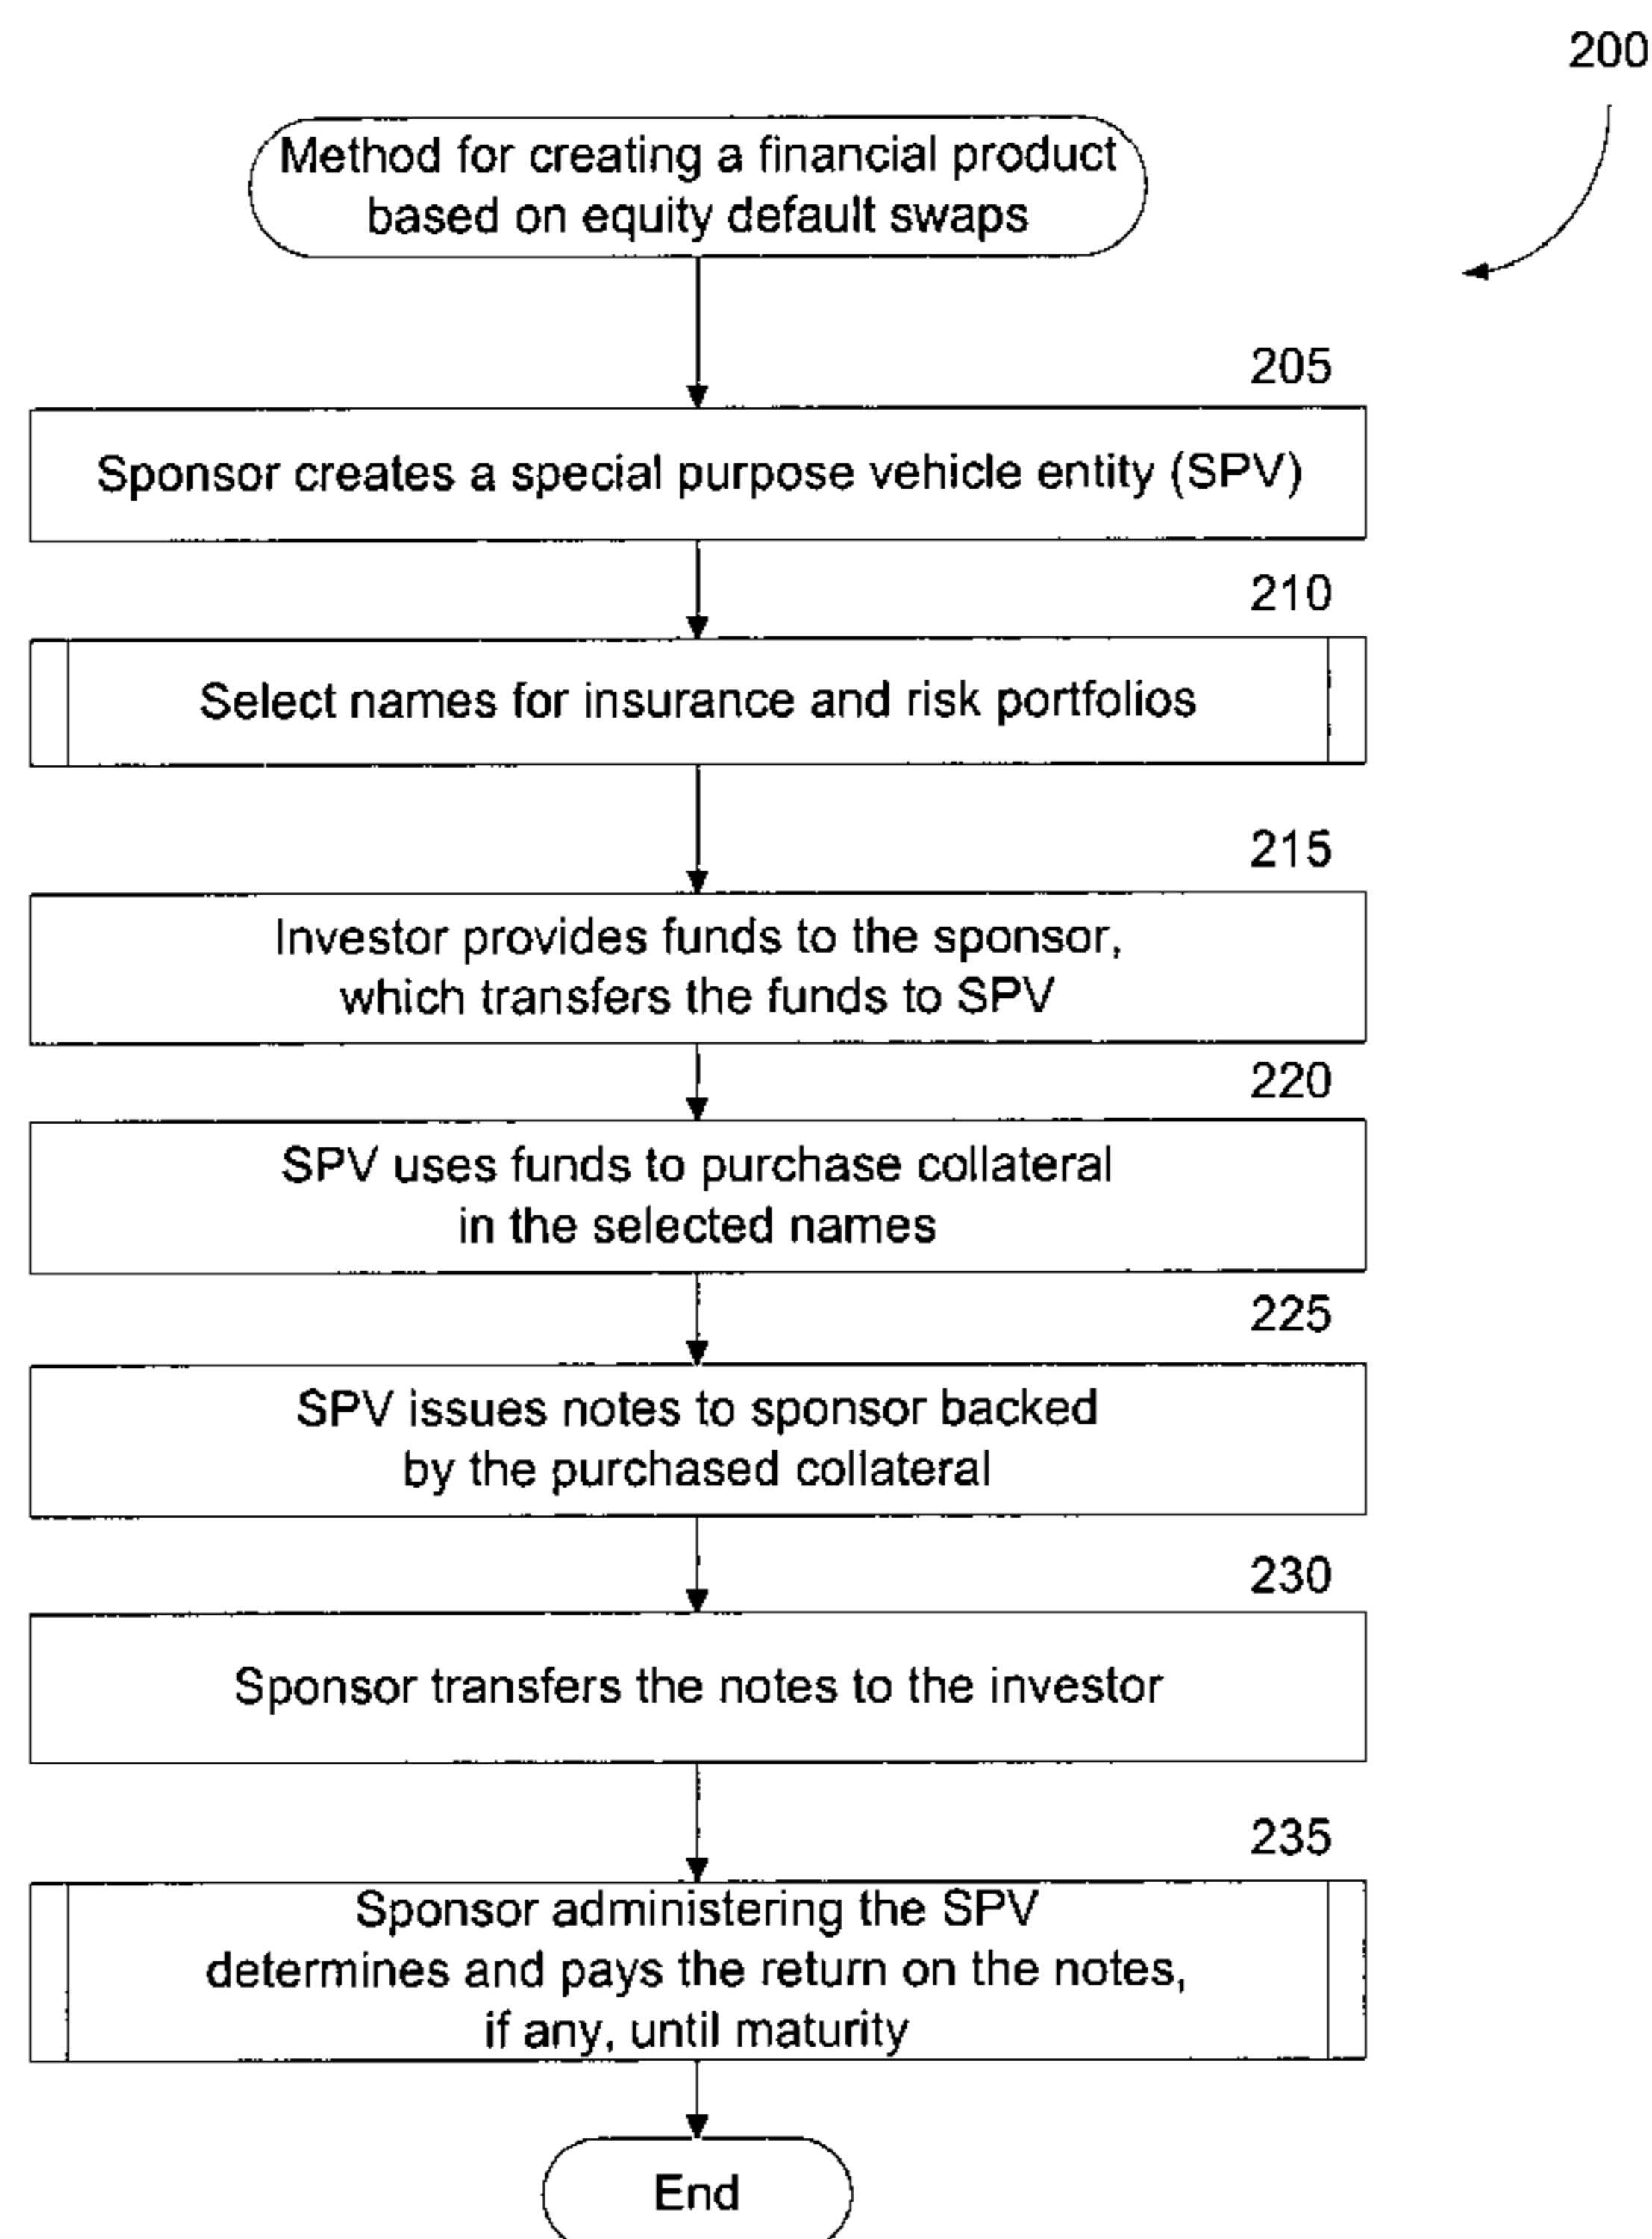 200
Method for creating a financial product
based on equity default swaps
205
Sponsor creates a special purpose vehicle entity (SPV)
210
Select names for insurance and risk portfolios
215
Investor provides funds to the sponsor,
which transfers the funds to SPV
220
SPV uses funds to purchase collateral
in the selected names
225
SPV issues notes to sponsor backed
by the purchased collateral
230
Sponsor transfers the notes to the investor
235
Sponsor administering the SPV
determines and pays the return on the notes,
if any, until maturity
End